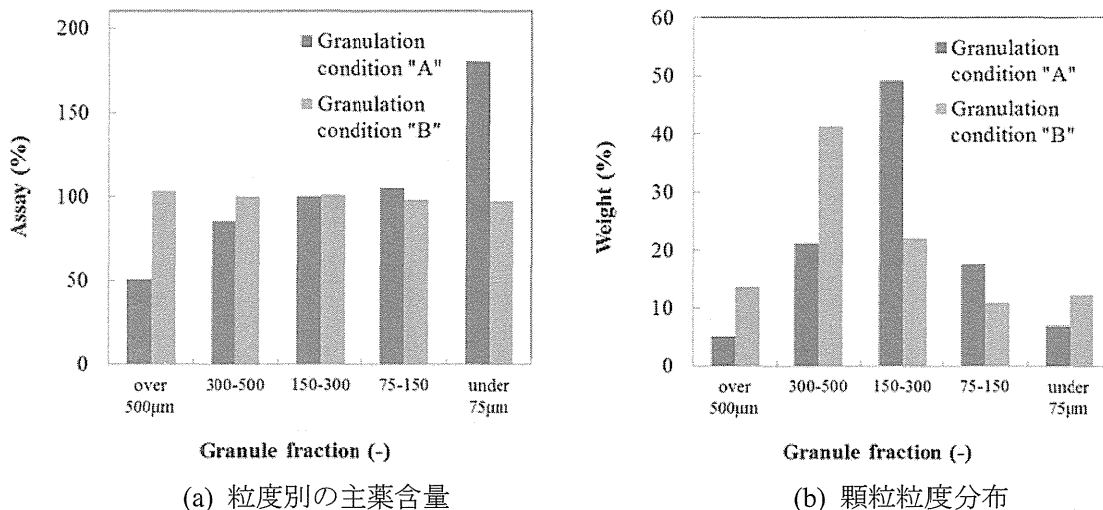 200
150
100
50
0
Assay (%)
Granulation
condition "A"
Granulation
condition "B"
over
500μm
300-500
150-300
75-150
under
75μm
Granule fraction (-)
(a) 粒度別の主薬含量
60
50
40
30
20
10
0
Weight (%)
Granulation
condition "A"
Granulation
condition "B"
over
500μm
300-500
150-300
75-150
under
75μm
Granule fraction (-)
(b) 顆粒粒度分布